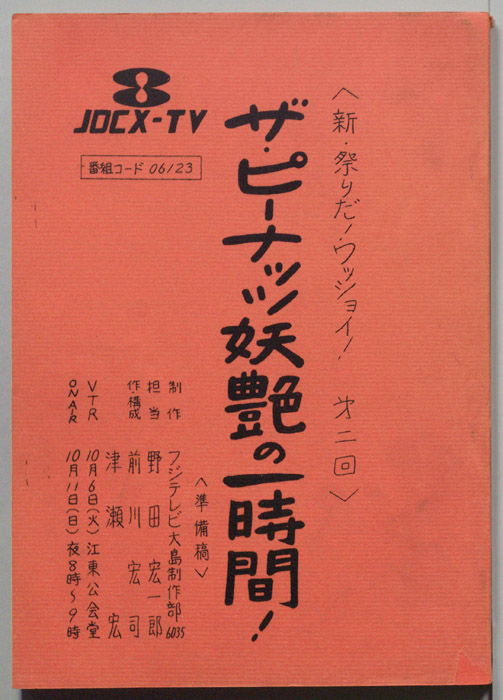 〈新・祭りだ！ワッショイ！ 才二回〉
ザ・ピーナッツ妖艶の一時間！
〈準備稿〉
JOCX-TV
番組コード 06123
制作 フジテレビ大島制作部 6035
担当 野田宏一郎
作・構成 前川宏司
津瀬宏
VTR 10月6日(火) 江東公会堂
ONAIR 10月11日(日) 夜8時〜9時